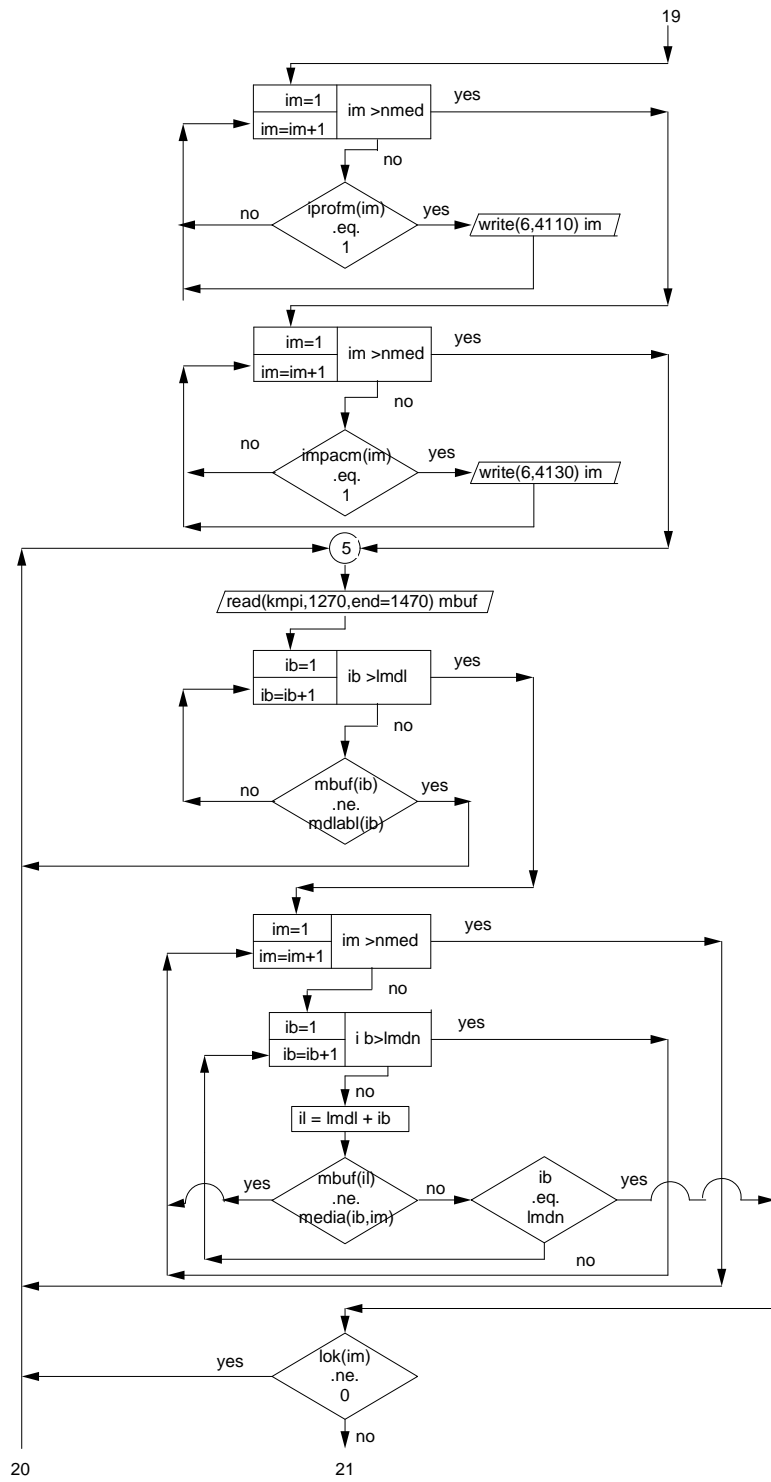 19
im=1
im >nmed
yes
im=im+1
no
iprofm(im)
.eq.
1
no
yes
write(6,4110) im
im=1
im >nmed
yes
im=im+1
no
impacm(im)
.eq.
1
no
yes
write(6,4130) im
5
read(kmpi,1270,end=1470) mbuf
ib=1
ib >lmdl
yes
ib=ib+1
no
mbuf(ib)
.ne.
mdlabl(ib)
no
yes
im=1
im >nmed
yes
im=im+1
no
ib=1
i b>lmdn
yes
ib=ib+1
no
il = lmdl + ib
yes
mbuf(il)
.ne.
media(ib,im)
no
ib
.eq.
lmdn
yes
no
lok(im)
.ne.
0
yes
no
20
21